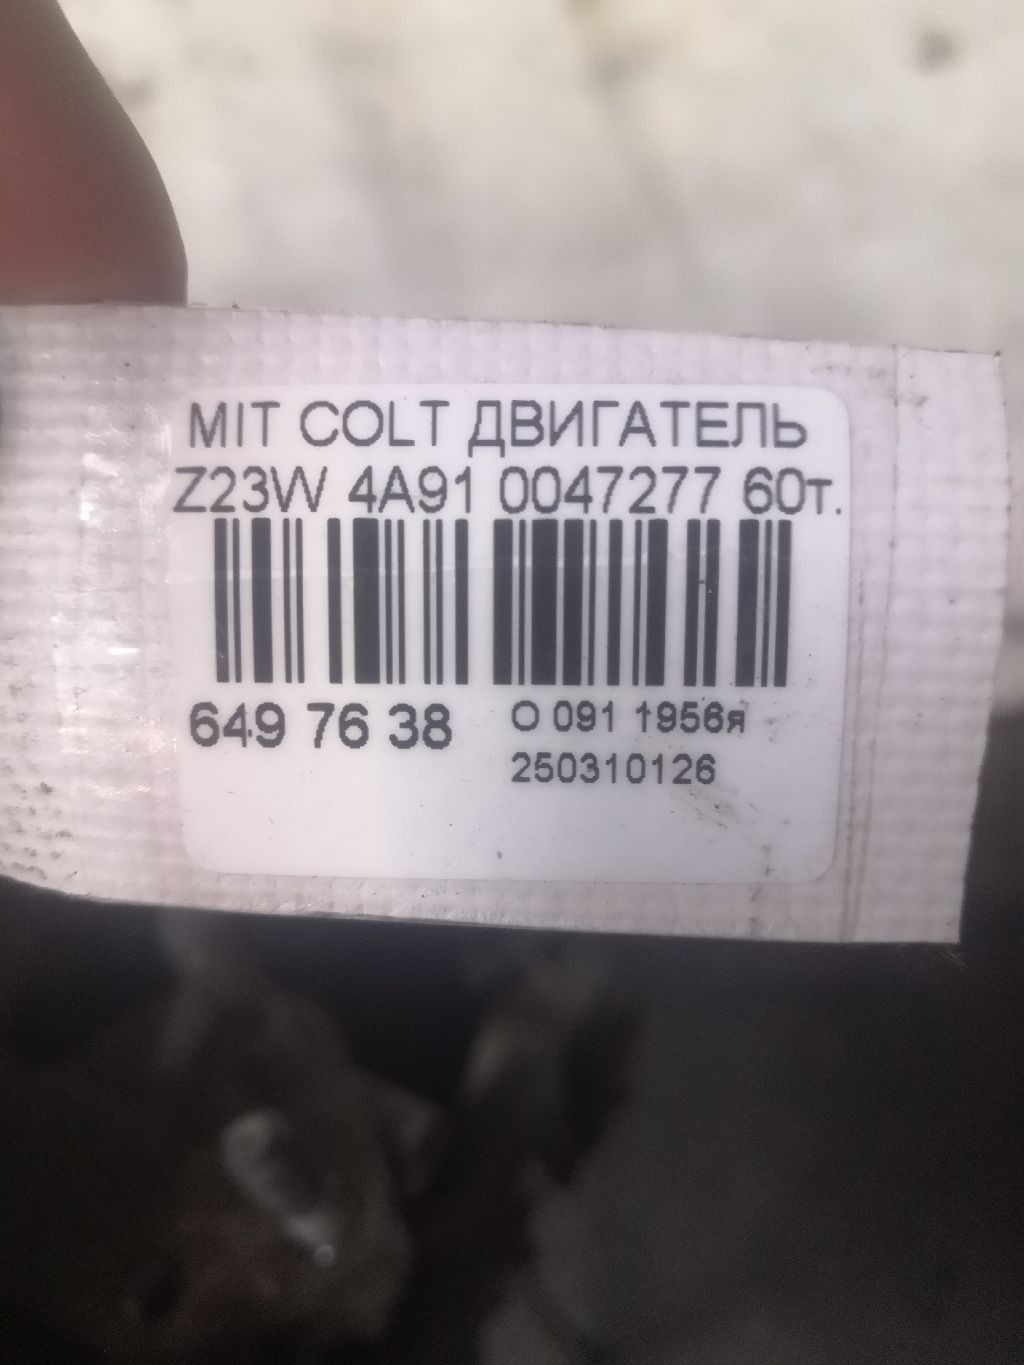 MIT COLT ДВИГАТЕЛЬ
Z23W 4A91 0047277 60т.
649 76 38
О 091 1956я
250310126